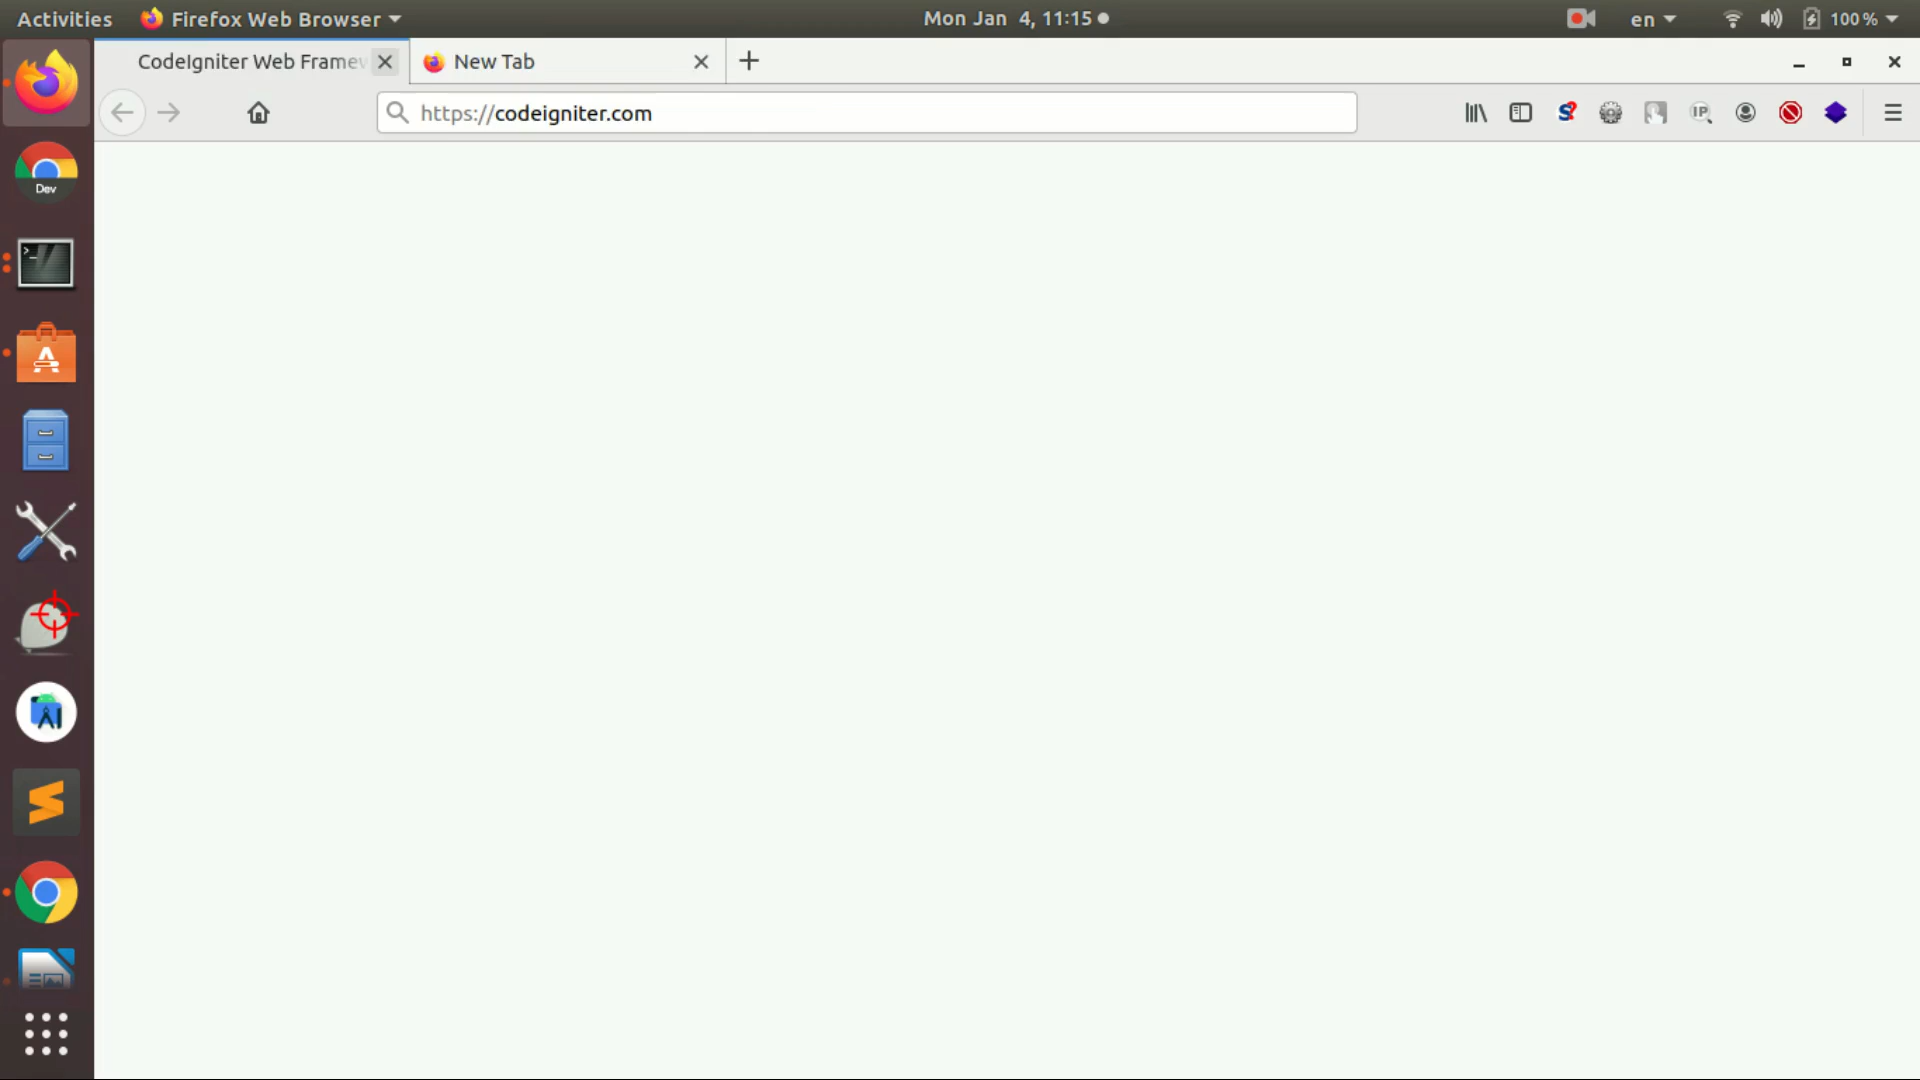 Activities Firefox Web Browser Mon Jan 4, 11:15 en 100 %
CodeIgniter Web Framew New Tab
https://codeigniter.com
IP
Dev